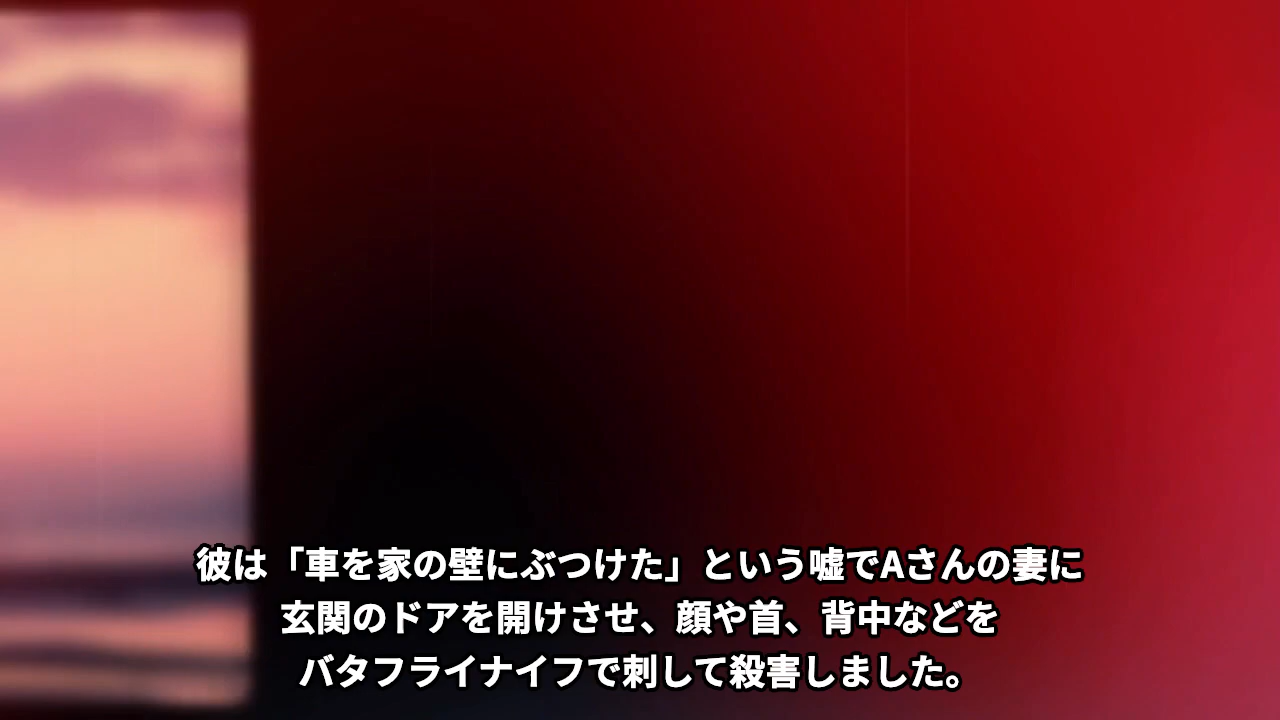 彼は「車を家の壁にぶつけた」という嘘でAさんの妻に
玄関のドアを開けさせ、顔や首、背中などを
バタフライナイフで刺して殺害しました。